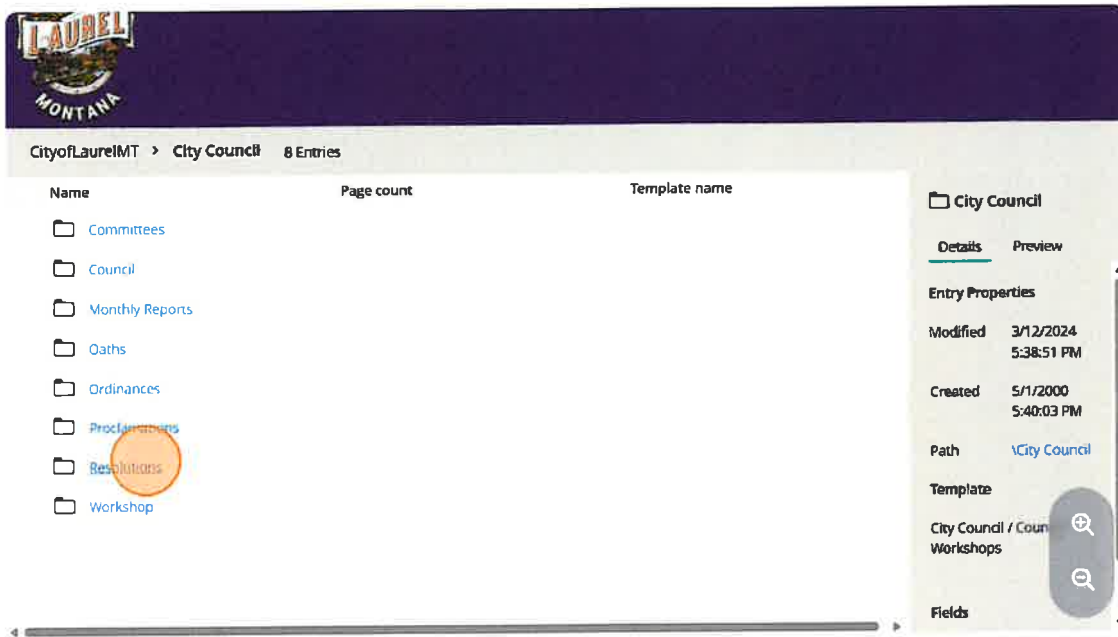 LAUREL
MONTANA
CityofLaurelMT > City Council 8 Entries
Name Page count Template name
Committees
Council
Monthly Reports
Oaths
Ordinances
Proclamations
Resolutions
Workshop
City Council
Details Preview
Entry Properties
Modified 3/12/2024
5:38:51 PM
Created 5/1/2000
5:40:03 PM
Path \City Council
Template
City Council /
Workshops
Fields